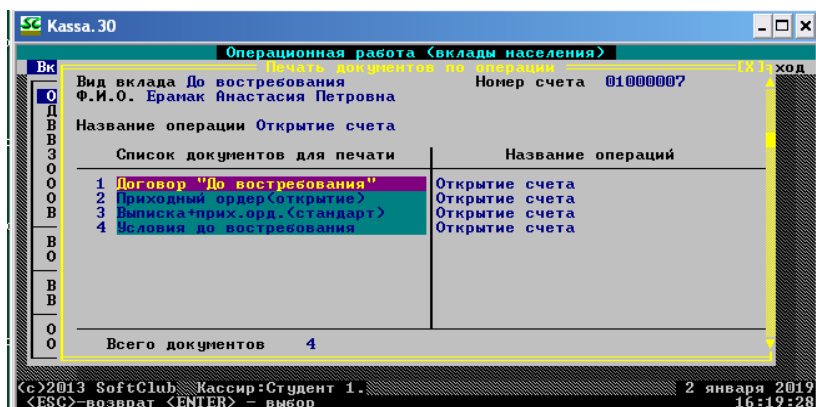 Kassa.30
Операционная работа (вклады населения)
Вк Печать документов по операции [X] ход
Вид вклада До востребования Номер счета 01000007
О Ф.И.О. Ерамак Анастасия Петровна
Д
В Название операции Открытие счета
В
З Список документов для печати Название операций
О
О 1 Договор "До востребования" Открытие счета
О 2 Приходный ордер(открытие) Открытие счета
В 3 Выписка+прих.орд.(стандарт) Открытие счета
4 Условия до востребования Открытие счета
В
О
В
В
О
О Всего документов 4
(c)2013 SoftClub Кассир:Студент 1. 2 января 2019
<ESC>-возврат <ENTER> - выбор 16:19:28